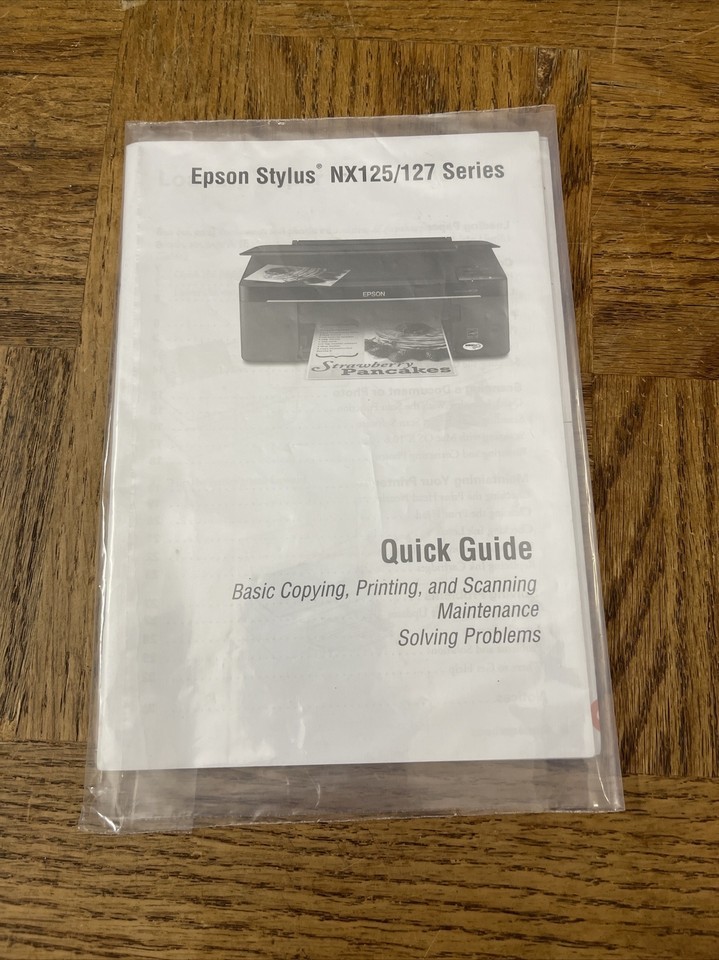 Epson Stylus® NX125/127 Series
EPSON
Strawberry
Pancakes
Quick Guide
Basic Copying, Printing, and Scanning
Maintenance
Solving Problems